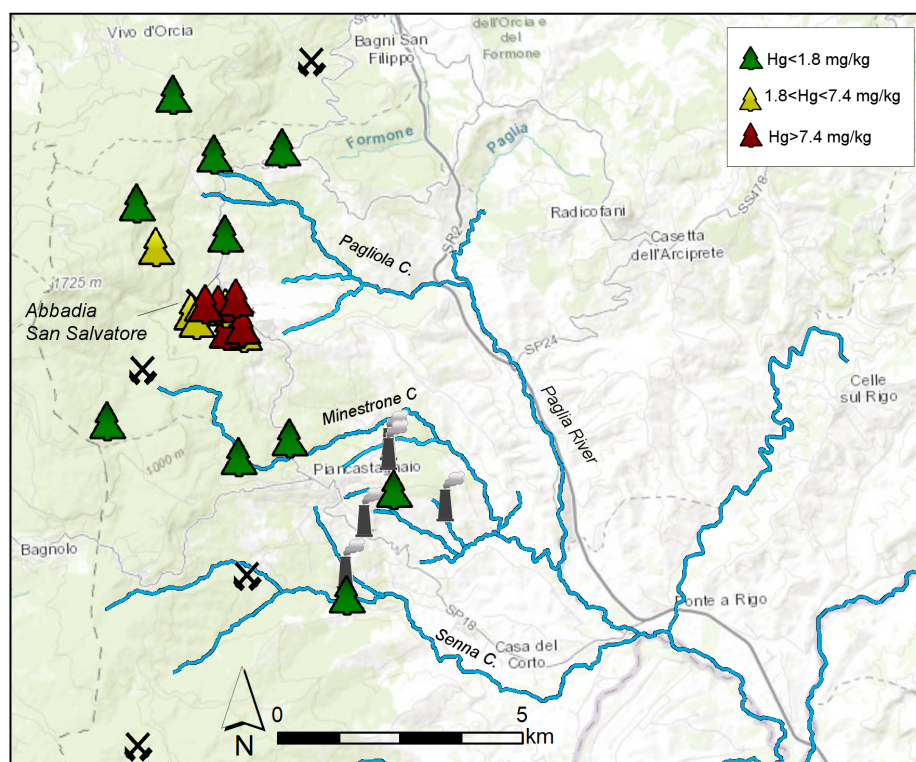 Vivo d'Orcia
SP61
Bagni San
Filippo
dell'Orcia e
del
Formone
Hg<1.8 mg/kg
1.8<Hg<7.4 mg/kg
Hg>7.4 mg/kg
Formone
Paglia
SS478
Radicofani
SR2
Casetta
dell'Arciprete
Pagliola C.
1725 m
Abbadia
San Salvatore
SP24
Celle
sul Rigo
Minestrone C
Paglia River
1000 m
Piancastagnaio
Bagnolo
Ponte a Rigo
SP18
Senna C.
Casa del
Corto
0
5
km
N